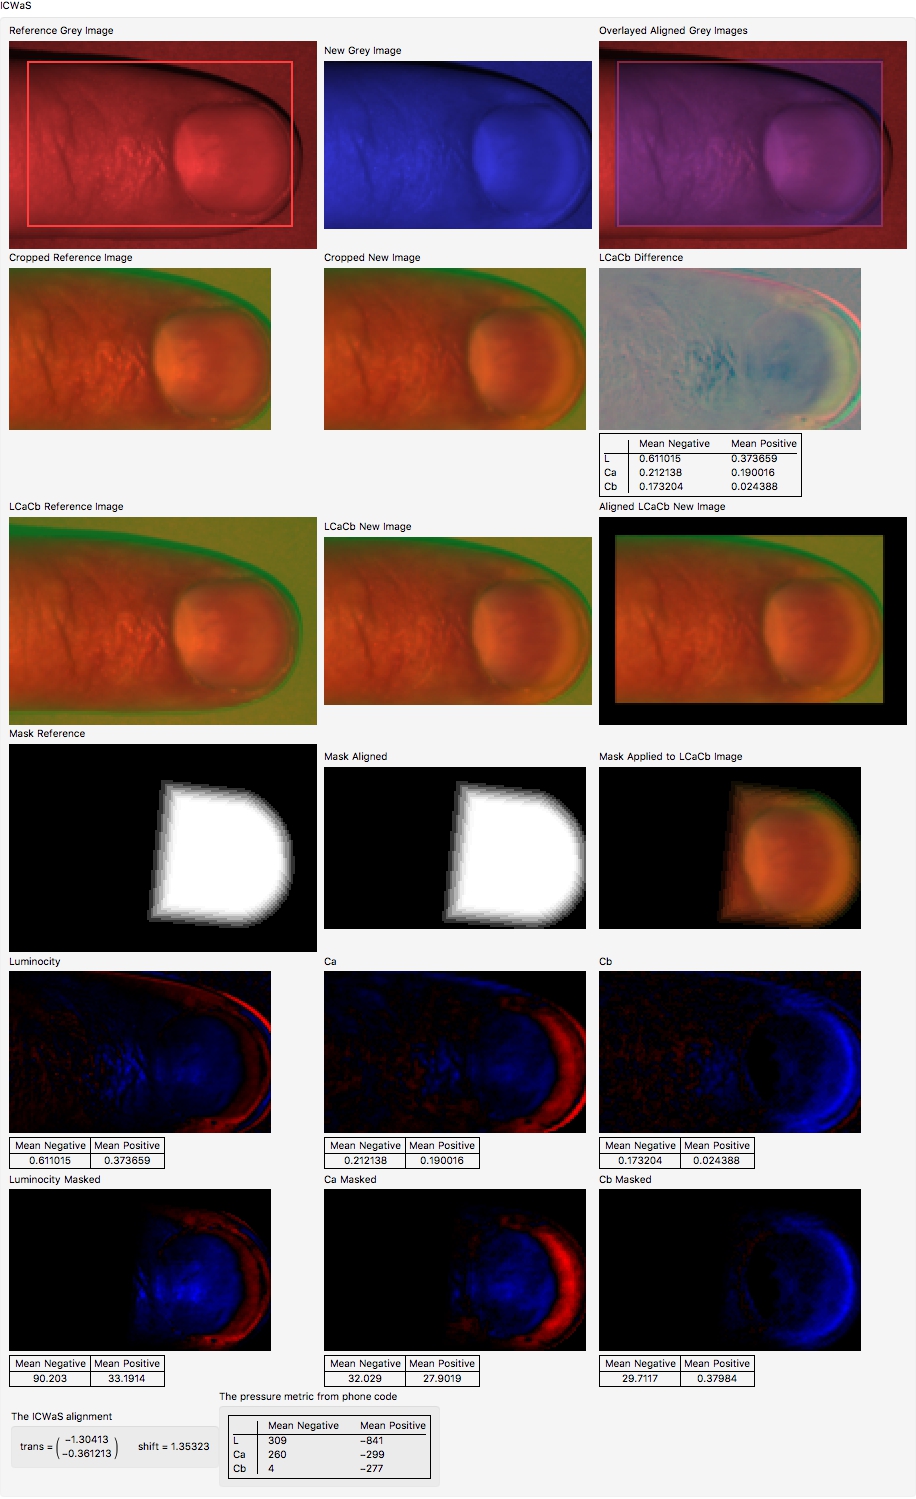 ICWaS
Reference Grey Image
New Grey Image
Overlayed Aligned Grey Images
Cropped Reference Image
Cropped New Image
LCaCb Difference
Mean Negative Mean Positive
L 0.611015 0.373659
Ca 0.212138 0.190016
Cb 0.173204 0.024388
LCaCb Reference Image
LCaCb New Image
Aligned LCaCb New Image
Mask Reference
Mask Aligned
Mask Applied to LCaCb Image
Luminocity
Ca
Cb
Mean Negative Mean Positive
0.611015 0.373659
Mean Negative Mean Positive
0.212138 0.190016
Mean Negative Mean Positive
0.173204 0.024388
Luminocity Masked
Ca Masked
Cb Masked
Mean Negative Mean Positive
90.203 33.1914
Mean Negative Mean Positive
32.029 27.9019
Mean Negative Mean Positive
29.7117 0.37984
The ICWaS alignment
trans = ( −1.30413
−0.361213 ) shift = 1.35323
The pressure metric from phone code
Mean Negative Mean Positive
L 309 −841
Ca 260 −299
Cb 4 −277